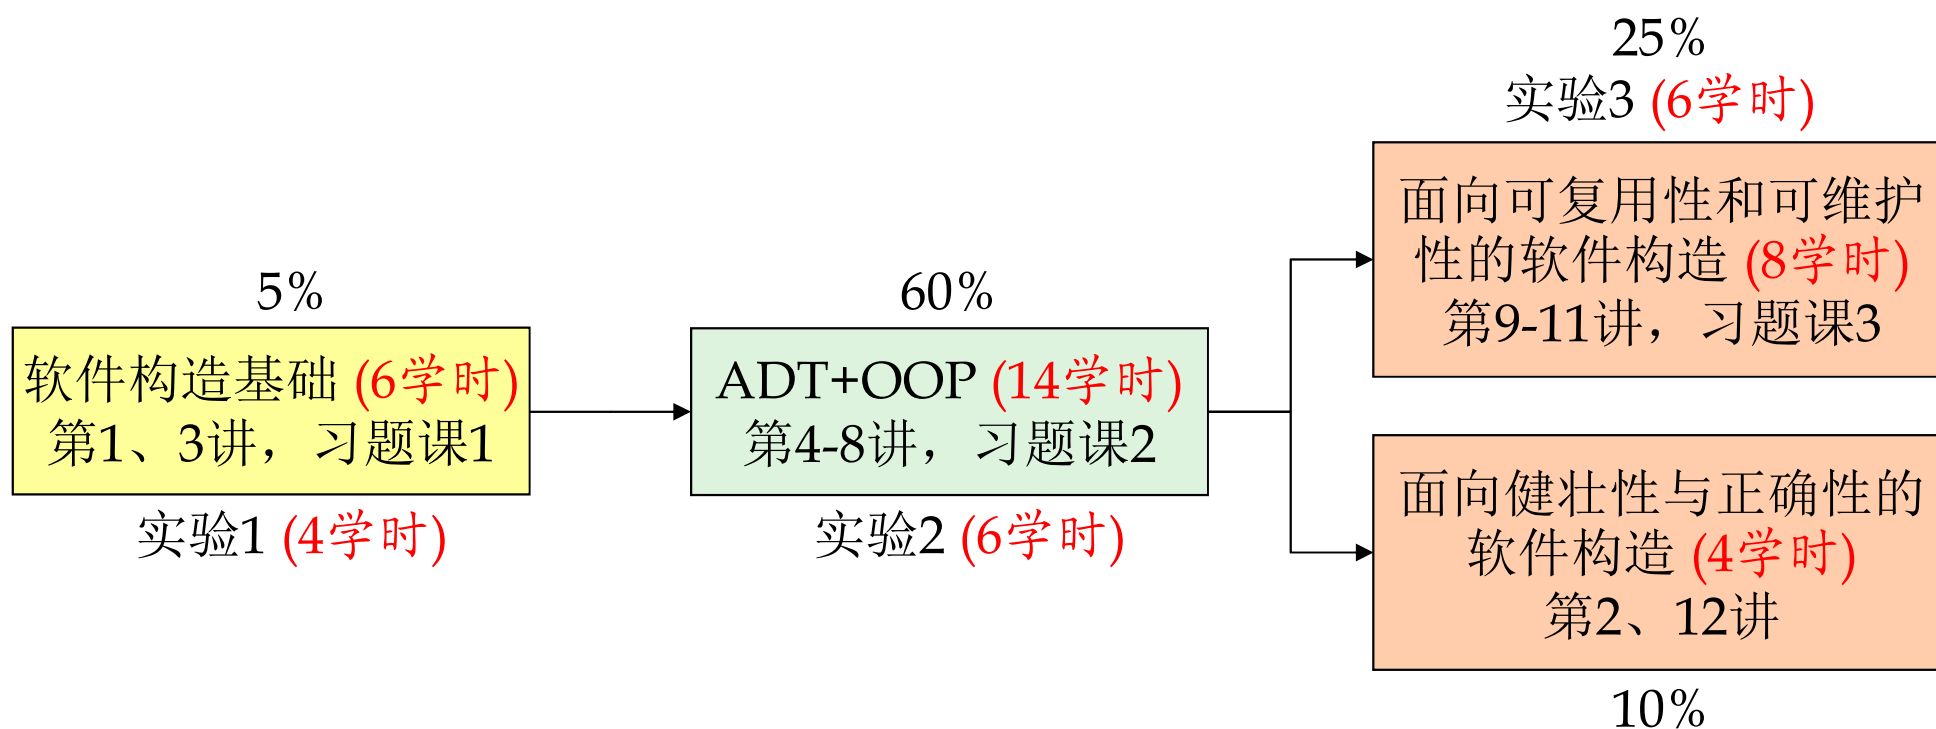 5%
软件构造基础 (6学时)
第1、3讲，习题课1
实验1 (4学时)
60%
ADT+OOP (14学时)
第4-8讲，习题课2
实验2 (6学时)
25%
实验3 (6学时)
面向可复用性和可维护
性的软件构造 (8学时)
第9-11讲，习题课3
面向健壮性与正确性的
软件构造 (4学时)
第2、12讲
10%